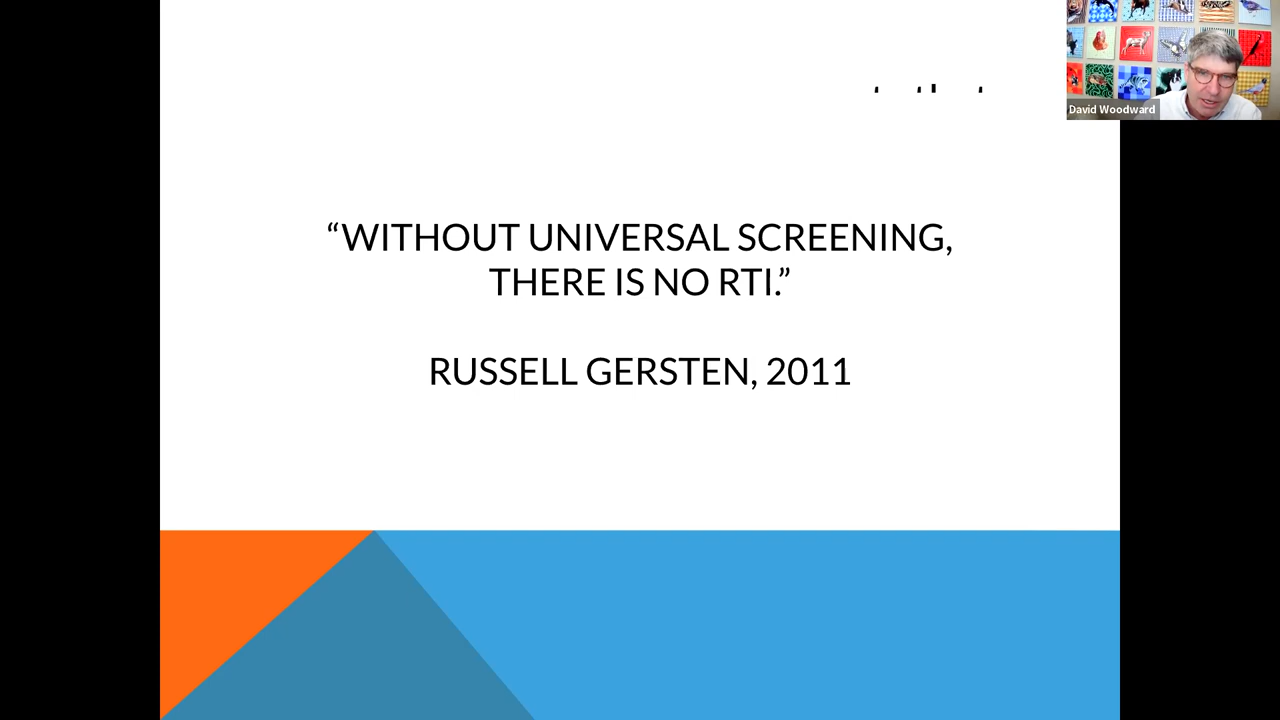 David Woodward
“WITHOUT UNIVERSAL SCREENING,
THERE IS NO RTI.”
RUSSELL GERSTEN, 2011